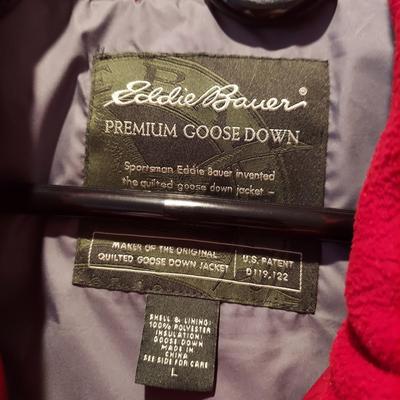 Eddie Bauer®
PREMIUM GOOSE DOWN
Sportsman Eddie Bauer invented
the quilted goose down jacket –
MAKER OF THE ORIGINAL
QUILTED GOOSE DOWN JACKET
U.S. PATENT
D119,122
SHELL & LINING:
100% POLYESTER
INSULATION:
GOOSE DOWN
MADE IN
CHINA
SEE SIDE FOR CARE
L